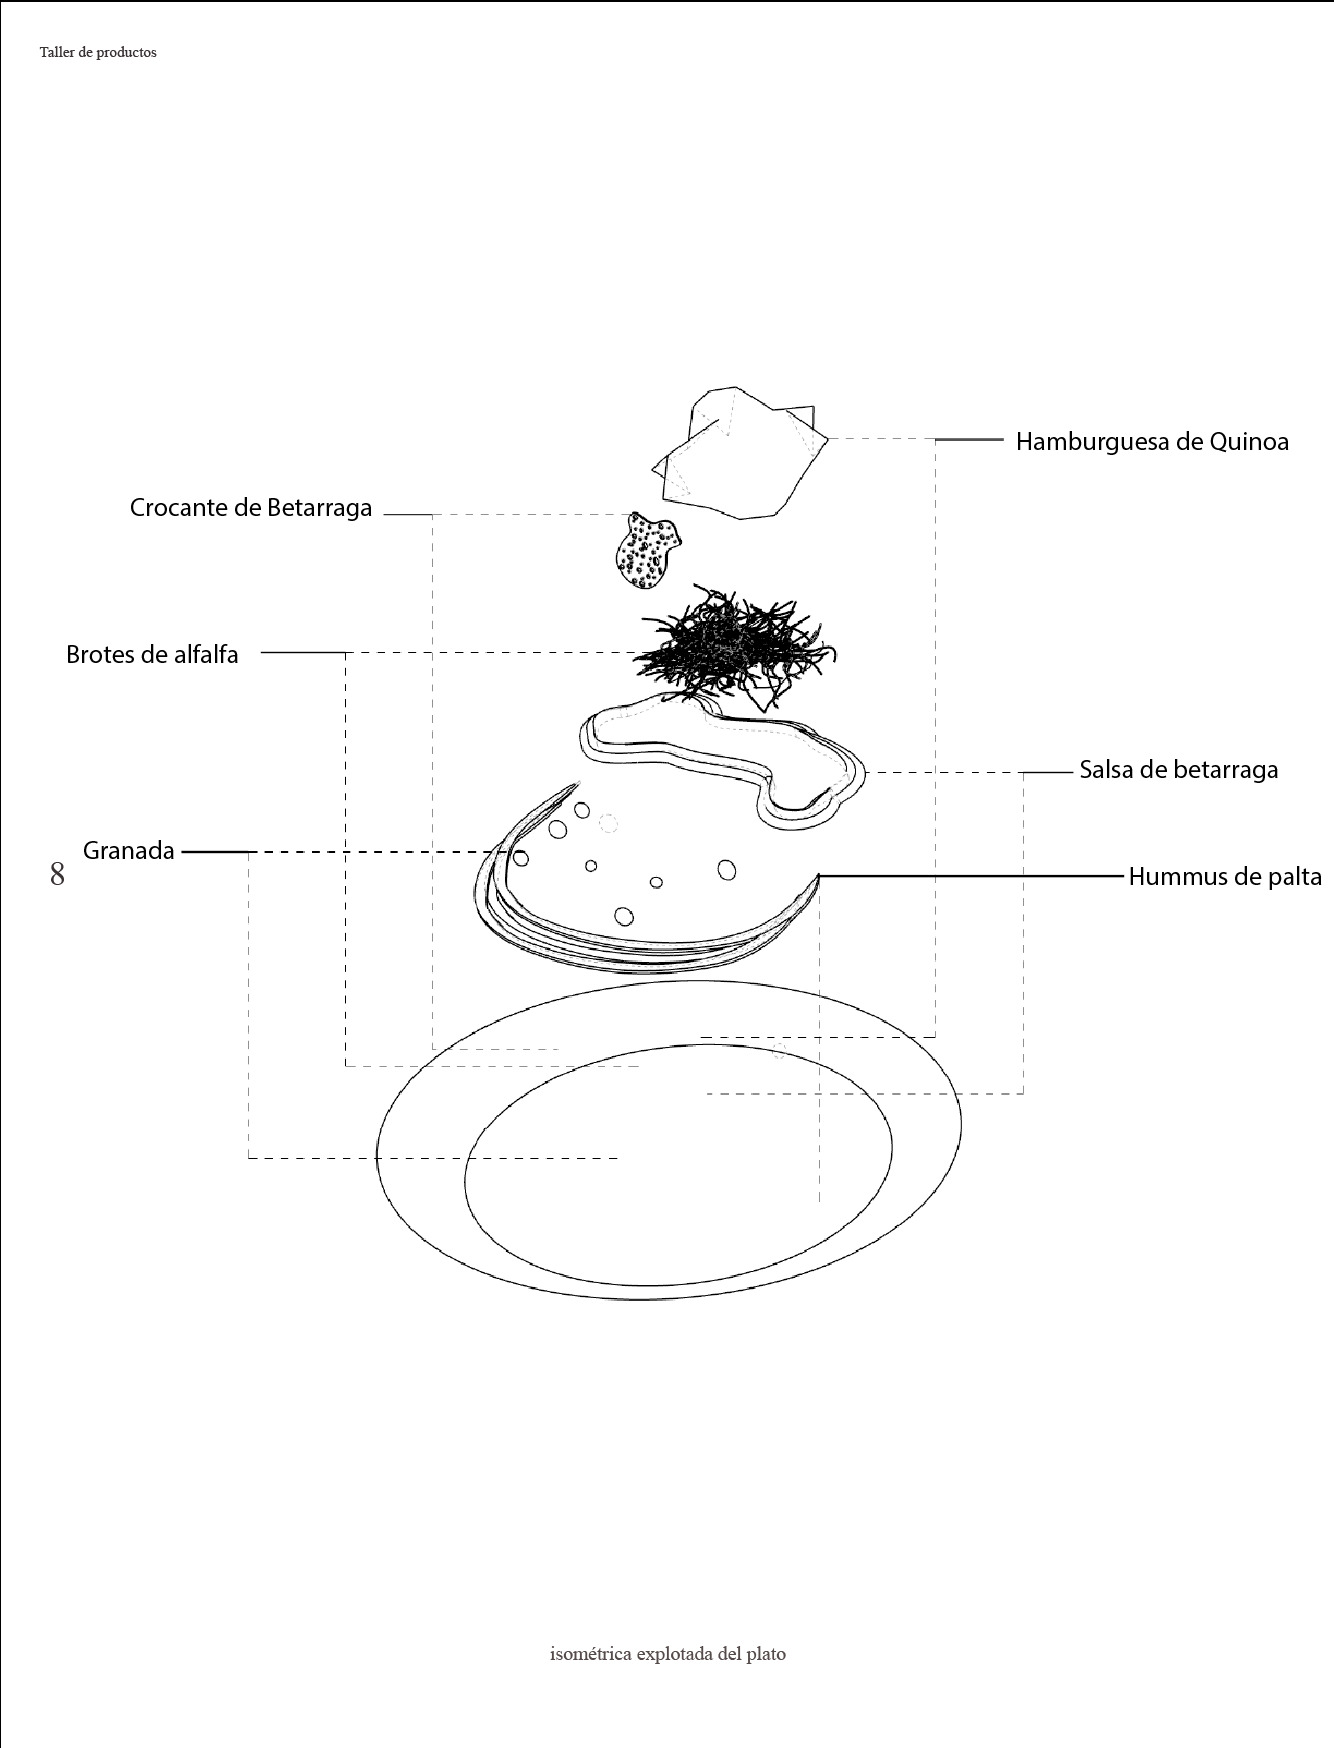 Taller de productos
Hamburguesa de Quinoa
Crocante de Betarraga
Brotes de alfalfa
Salsa de betarraga
Granada
8
Hummus de palta
isométrica explotada del plato